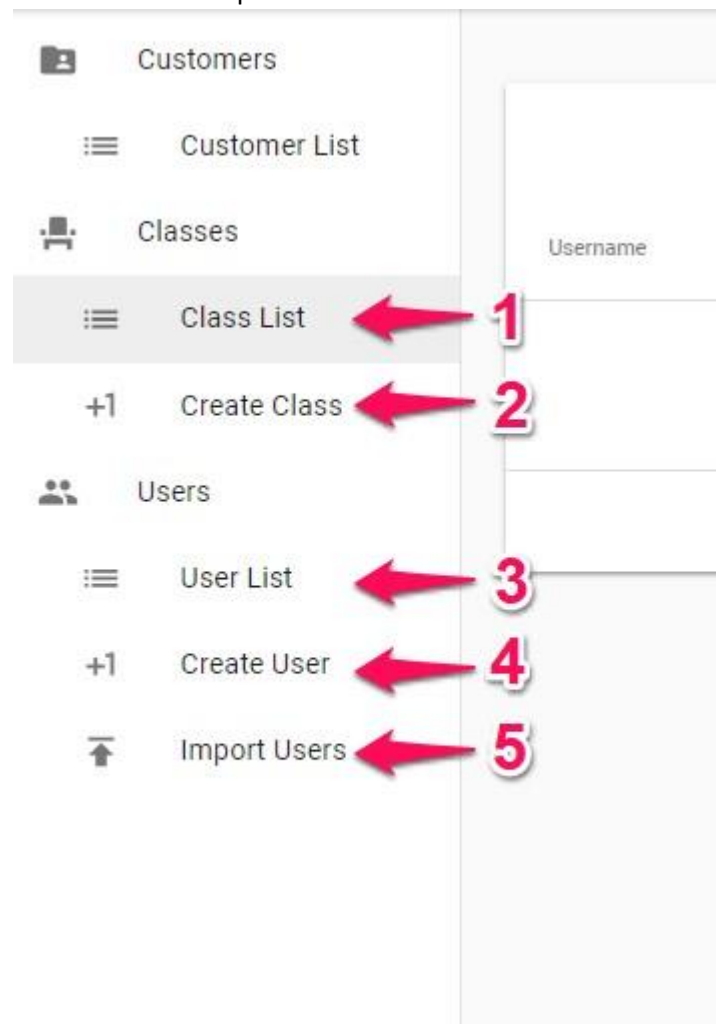 Customers
Customer List
Classes
Username
Class List 1
+1 Create Class 2
Users
User List 3
+1 Create User 4
Import Users 5